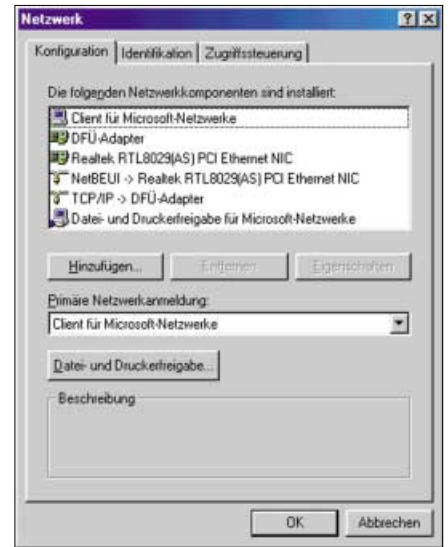 Netzwerk
Konfiguration Identifikation Zugriffssteuerung
Die folgenden Netzwerkkomponenten sind installiert:
Client für Microsoft-Netzwerke
DFÜ-Adapter
Realtek RTL8029(AS) PCI Ethernet NIC
NetBEUI -> Realtek RTL8029(AS) PCI Ethernet NIC
TCP/IP -> DFÜ-Adapter
Datei- und Druckerfreigabe für Microsoft-Netzwerke
Hinzufügen... Entfernen Eigenschaften
Primäre Netzwerkanmeldung:
Client für Microsoft-Netzwerke
Datei- und Druckerfreigabe...
Beschreibung
OK Abbrechen